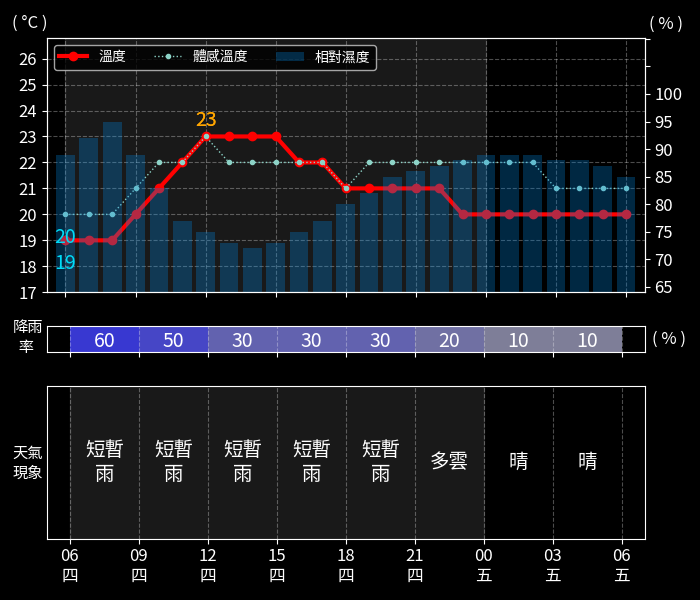 ( °C )
( % )
溫度
體感溫度
相對濕度
26
25
24
23
22
21
20
19
18
17
100
95
90
85
80
75
70
65
23
20
19
降雨
率
60 50 30 30 30 20 10 10
( % )
天氣
現象
短暫
雨
短暫
雨
短暫
雨
短暫
雨
短暫
雨
多雲
晴
晴
06 09 12 15 18 21 00 03 06
四 四 四 四 四 四 五 五 五